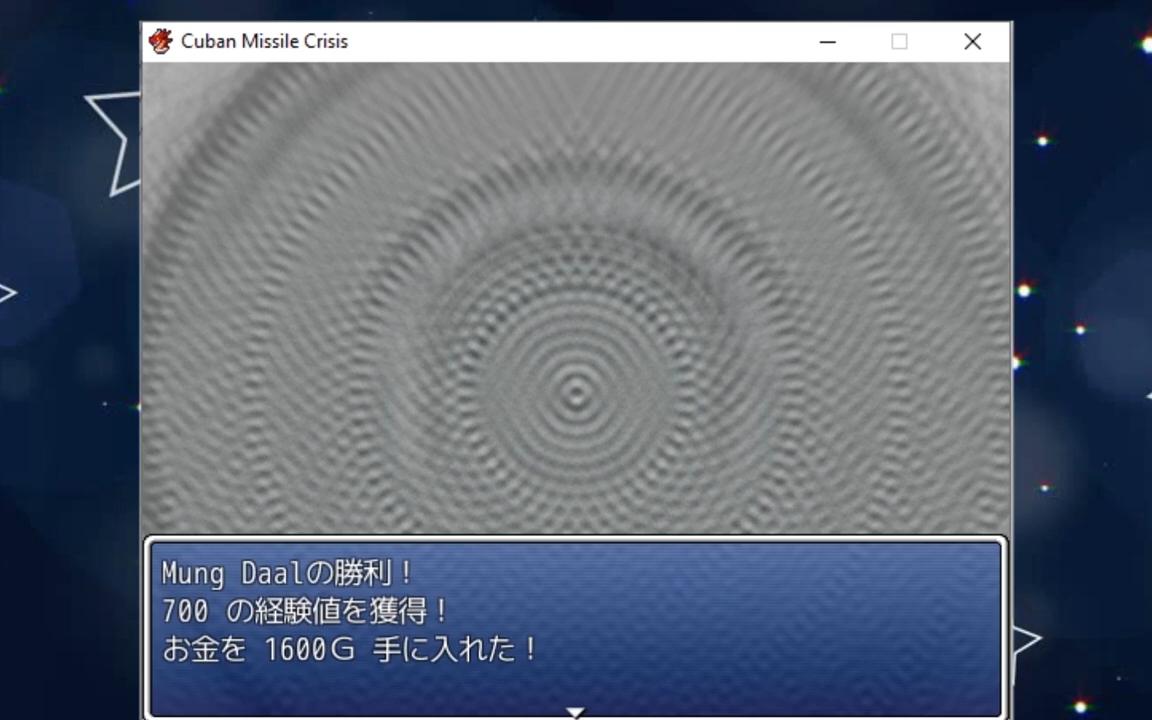 Cuban Missile Crisis
Mung Daalの勝利！
700 の経験値を獲得！
お金を 1600Ｇ 手に入れた！